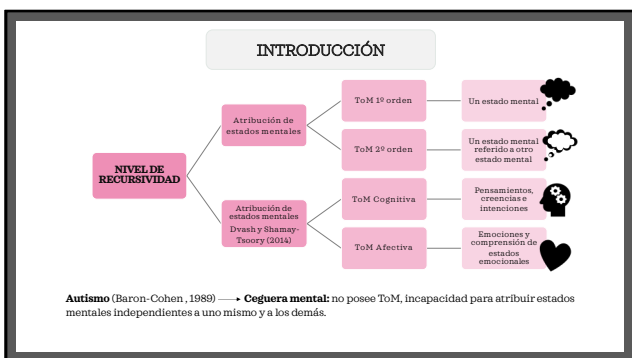 INTRODUCCIÓN
NIVEL DE
RECURSIVIDAD
Atribución de
estados mentales
ToM 1º orden
Un estado mental
ToM 2º orden
Un estado mental
referido a otro
estado mental
Atribución de
estados mentales
Dvash y Shamay-
Tsoory (2014)
ToM Cognitiva
Pensamientos,
creencias e
intenciones
ToM Afectiva
Emociones y
comprensión de
estados
emocionales
Autismo (Baron-Cohen , 1989) ⟶ Ceguera mental: no posee ToM, incapacidad para atribuir estados
mentales independientes a uno mismo y a los demás.